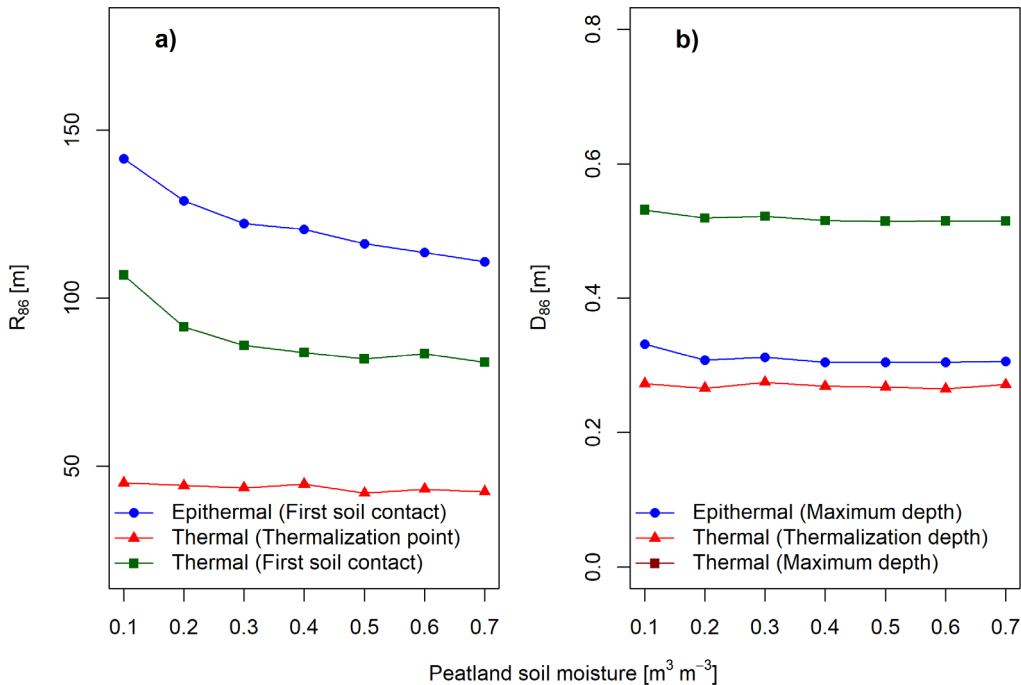 a)
R86 [m]
150
100
50
Epithermal (First soil contact)
Thermal (Thermalization point)
Thermal (First soil contact)
0.1 0.2 0.3 0.4 0.5 0.6 0.7
b)
D86 [m]
0.8
0.6
0.4
0.2
0.0
Epithermal (Maximum depth)
Thermal (Thermalization depth)
Thermal (Maximum depth)
0.1 0.2 0.3 0.4 0.5 0.6 0.7
Peatland soil moisture [m³ m⁻³]